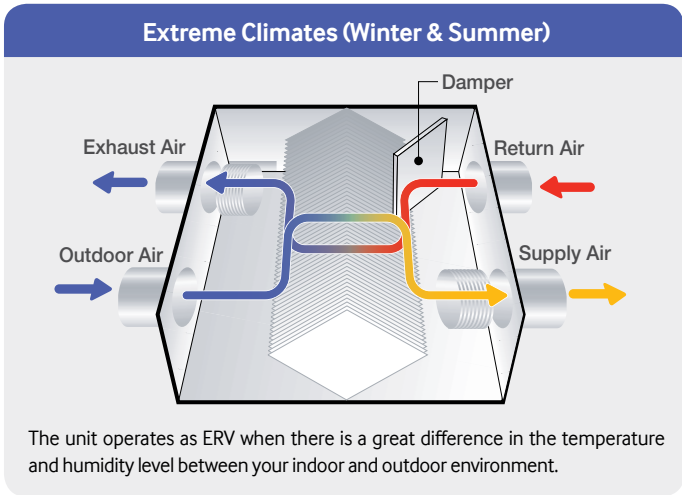 Extreme Climates (Winter & Summer)
Damper
Exhaust Air
Return Air
Outdoor Air
Supply Air
The unit operates as ERV when there is a great difference in the temperature
and humidity level between your indoor and outdoor environment.